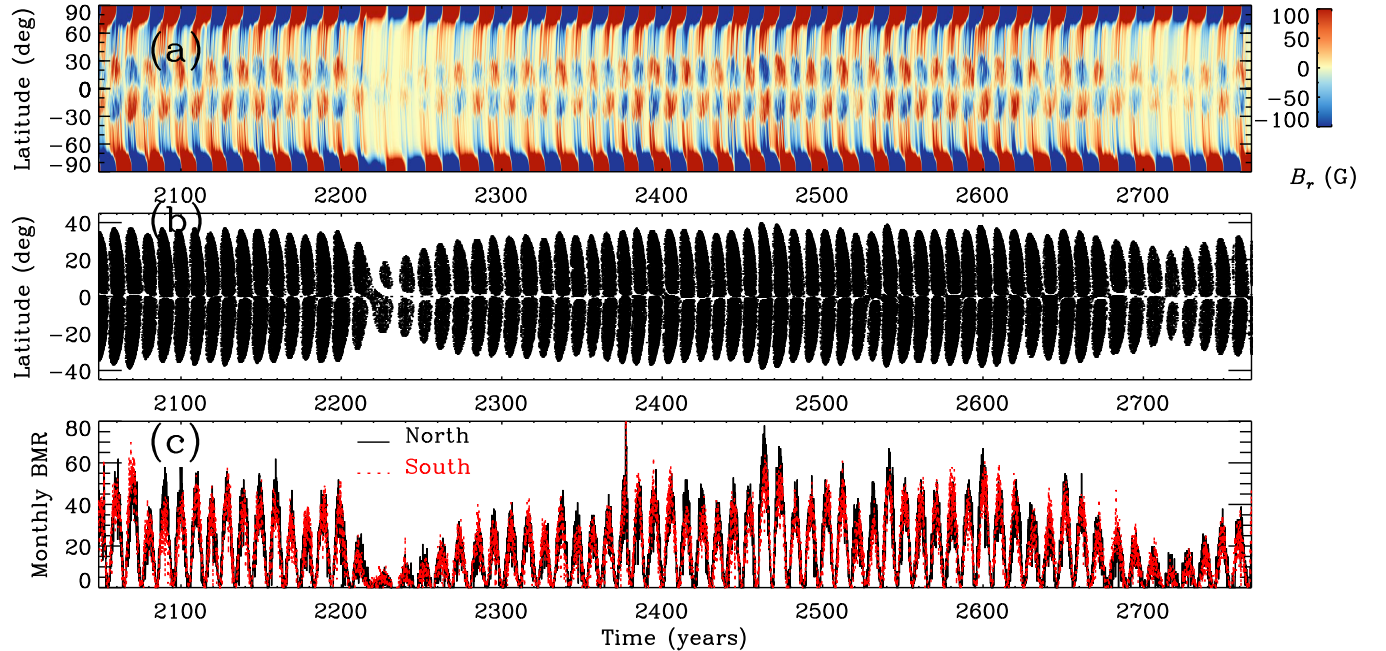 90
60
30
0
−30
−60
−90
Latitude (deg)
(a)
2100 2200 2300 2400 2500 2600 2700
100
50
0
−50
−100
B_r (G)
40
20
0
−20
−40
Latitude (deg)
(b)
2100 2200 2300 2400 2500 2600 2700
80
60
40
20
0
Monthly BMR
(c)
North
South
2100 2200 2300 2400 2500 2600 2700
Time (years)